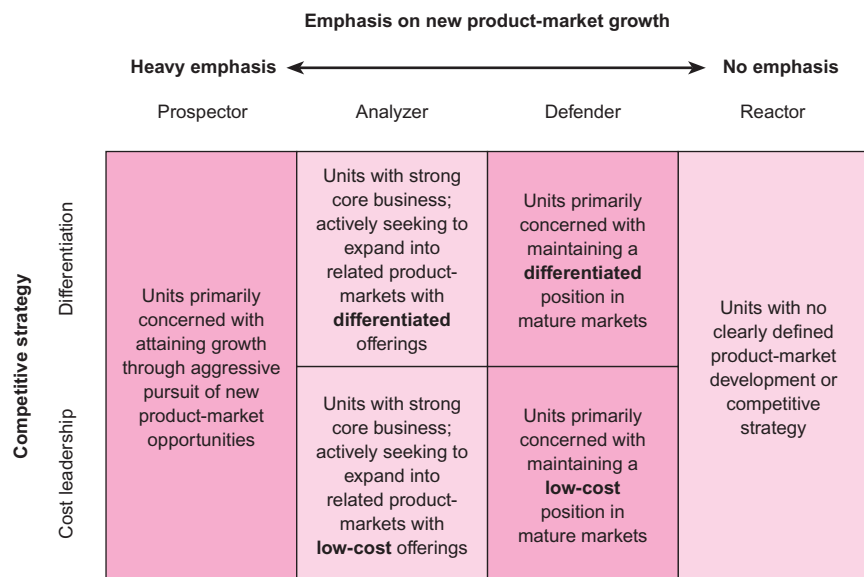 Emphasis on new product-market growth
Heavy emphasis
No emphasis
Prospector
Analyzer
Defender
Reactor
Competitive strategy
Differentiation
Cost leadership
Units primarily
concerned with
attaining growth
through aggressive
pursuit of new
product-market
opportunities
Units with strong
core business;
actively seeking to
expand into
related product-
markets with
differentiated
offerings
Units primarily
concerned with
maintaining a
differentiated
position in
mature markets
Units with no
clearly defined
product-market
development or
competitive
strategy
Units with strong
core business;
actively seeking to
expand into
related product-
markets with
low-cost offerings
Units primarily
concerned with
maintaining a
low-cost
position in
mature markets